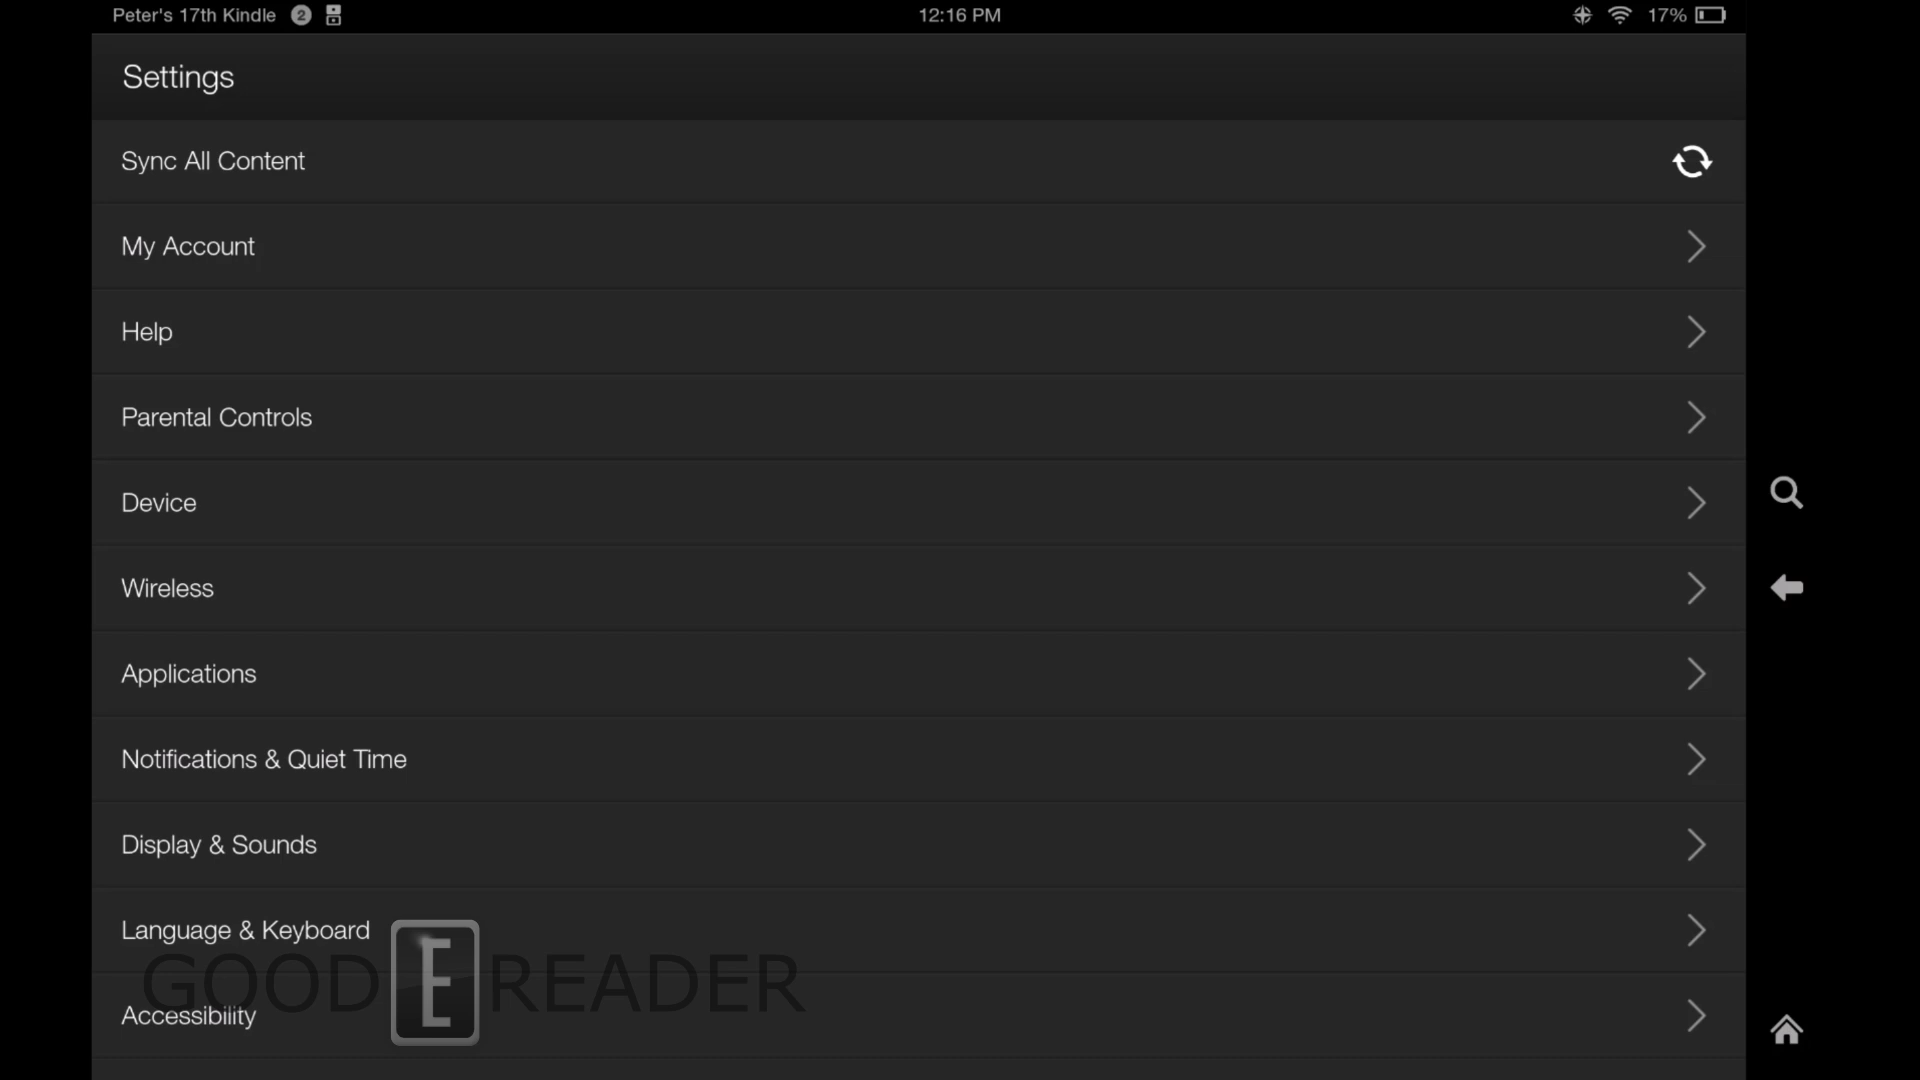 Peter's 17th Kindle 2 12:16 PM 17%
Settings
Sync All Content
My Account
Help
Parental Controls
Device
Wireless
Applications
Notifications & Quiet Time
Display & Sounds
Language & Keyboard
GOOD E READER
Accessibility